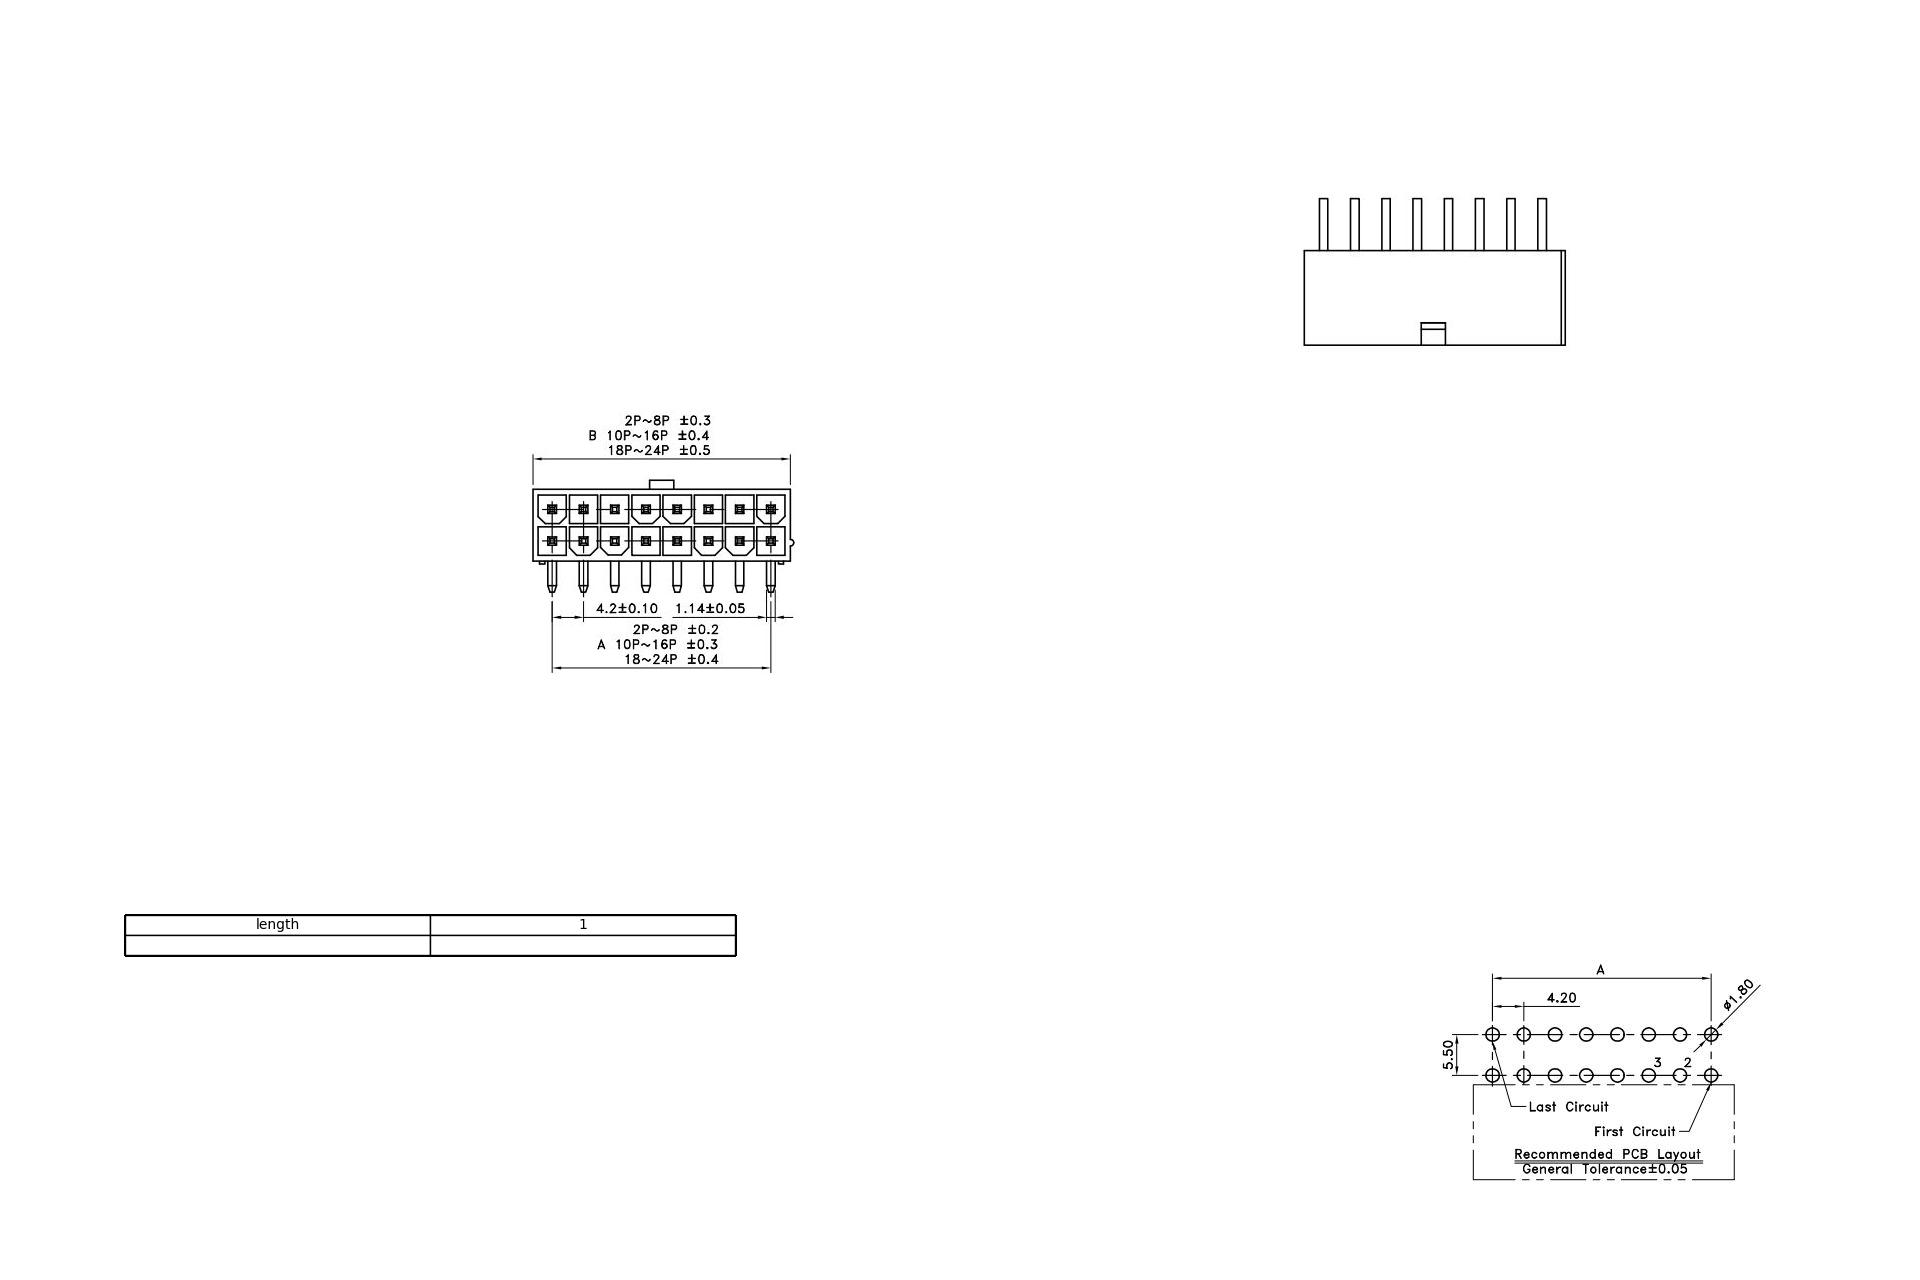 2P~8P ±0.3
B 10P~16P ±0.4
18P~24P ±0.5
4.2±0.10 1.14±0.05
2P~8P ±0.2
A 10P~16P ±0.3
18~24P ±0.4
length 1
A
4.20
ø1.80
5.50
3 2
Last Circuit
First Circuit
Recommended PCB Layout
General Tolerance±0.05